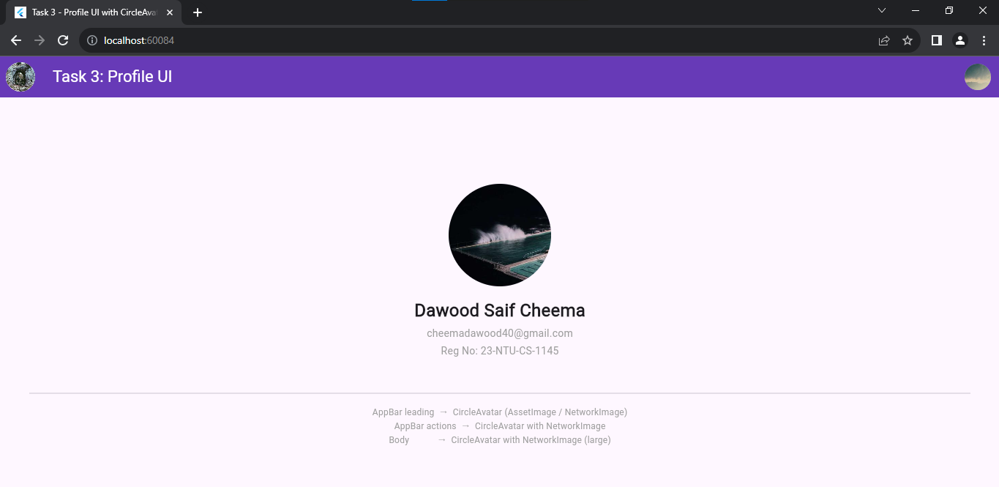 Task 3 - Profile UI with CircleAva
localhost:60084
Task 3: Profile UI
Dawood Saif Cheema
cheemadawood40@gmail.com
Reg No: 23-NTU-CS-1145
AppBar leading → CircleAvatar (AssetImage / NetworkImage)
AppBar actions → CircleAvatar with NetworkImage
Body → CircleAvatar with NetworkImage (large)